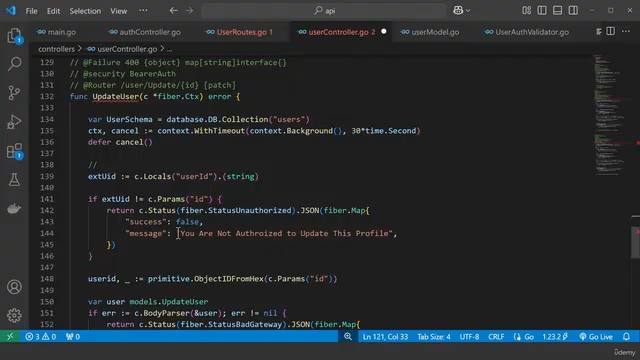 File Edit Selection View
api
main.go authController.go UserRoutes.go 1 userController.go 2 userModel.go UserAuthValidator.go
controllers > userController.go > ...
129 // @Failure 400 {object} map[string]interface{}
130 // @security BearerAuth
131 // @Router /user/Update/{id} [patch]
132 func UpdateUser(c *fiber.Ctx) error {
133
134 var UserSchema = database.DB.Collection("users")
135 ctx, cancel := context.WithTimeout(context.Background(), 30*time.Second)
136 defer cancel()
137
138 //
139 extUid := c.Locals("userId").(string)
140
141 if extUid != c.Params("id") {
142 return c.Status(fiber.StatusUnauthorized).JSON(fiber.Map{
143 "success": false,
144 "message": "You Are Not Authroized to Update This Profile",
145 })
146 }
147
148 userid, _ := primitive.ObjectIDFromHex(c.Params("id"))
149
150 var user models.UpdateUser
151 if err := c.BodyParser(&user); err != nil {
152 return c.Status(fiber.StatusBadGateway).JSON(fiber.Map{
3 0 Ln 121, Col 33 Tab Size: 4 UTF-8 CRLF Go 1.23.2 Go Live
Udemy